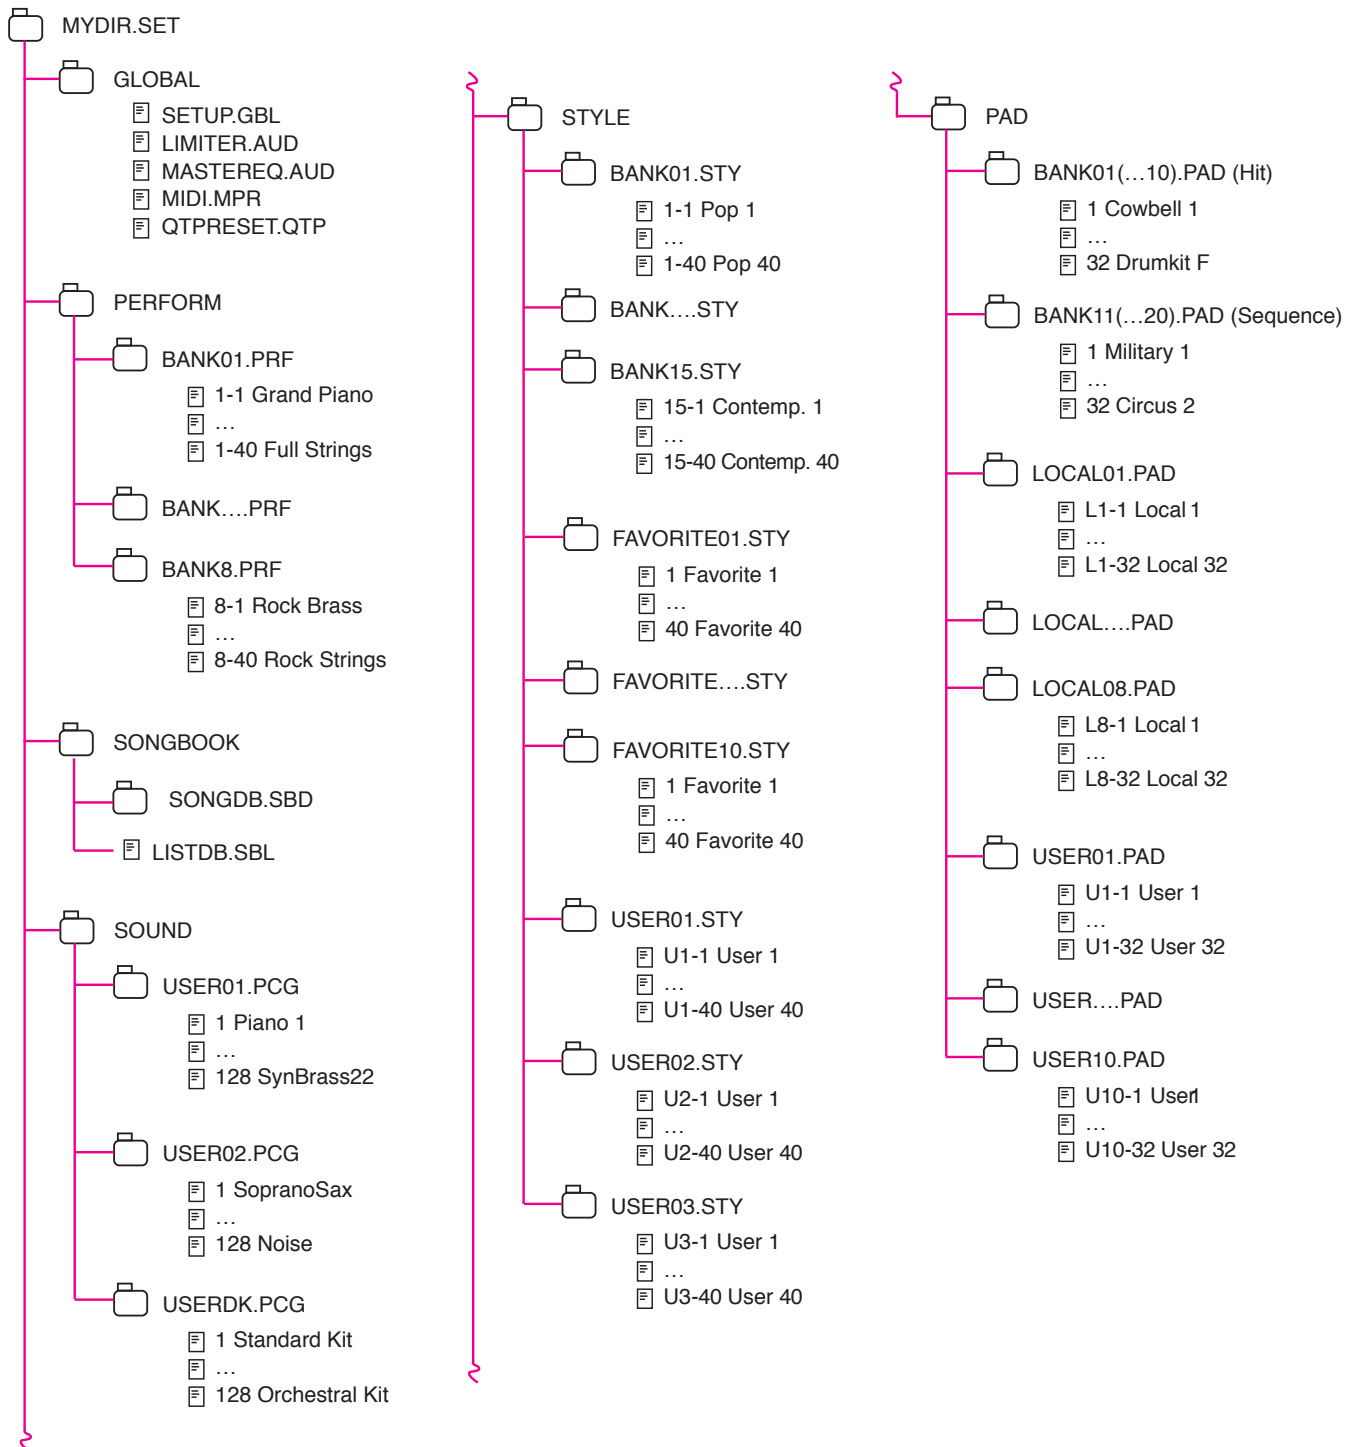 MYDIR.SET
GLOBAL
SETUP.GBL
LIMITER.AUD
MASTEREQ.AUD
MIDI.MPR
QTPRESET.QTP
PERFORM
BANK01.PRF
1-1 Grand Piano
…
1-40 Full Strings
BANK….PRF
BANK8.PRF
8-1 Rock Brass
…
8-40 Rock Strings
SONGBOOK
SONGDB.SBD
LISTDB.SBL
SOUND
USER01.PCG
1 Piano 1
…
128 SynBrass22
USER02.PCG
1 SopranoSax
…
128 Noise
USERDK.PCG
1 Standard Kit
…
128 Orchestral Kit
STYLE
BANK01.STY
1-1 Pop 1
…
1-40 Pop 40
BANK….STY
BANK15.STY
15-1 Contemp. 1
…
15-40 Contemp. 40
FAVORITE01.STY
1 Favorite 1
…
40 Favorite 40
FAVORITE….STY
FAVORITE10.STY
1 Favorite 1
…
40 Favorite 40
USER01.STY
U1-1 User 1
…
U1-40 User 40
USER02.STY
U2-1 User 1
…
U2-40 User 40
USER03.STY
U3-1 User 1
…
U3-40 User 40
PAD
BANK01(…10).PAD (Hit)
1 Cowbell 1
…
32 Drumkit F
BANK11(…20).PAD (Sequence)
1 Military 1
…
32 Circus 2
LOCAL01.PAD
L1-1 Local 1
…
L1-32 Local 32
LOCAL….PAD
LOCAL08.PAD
L8-1 Local 1
…
L8-32 Local 32
USER01.PAD
U1-1 User 1
…
U1-32 User 32
USER….PAD
USER10.PAD
U10-1 User1
…
U10-32 User 32